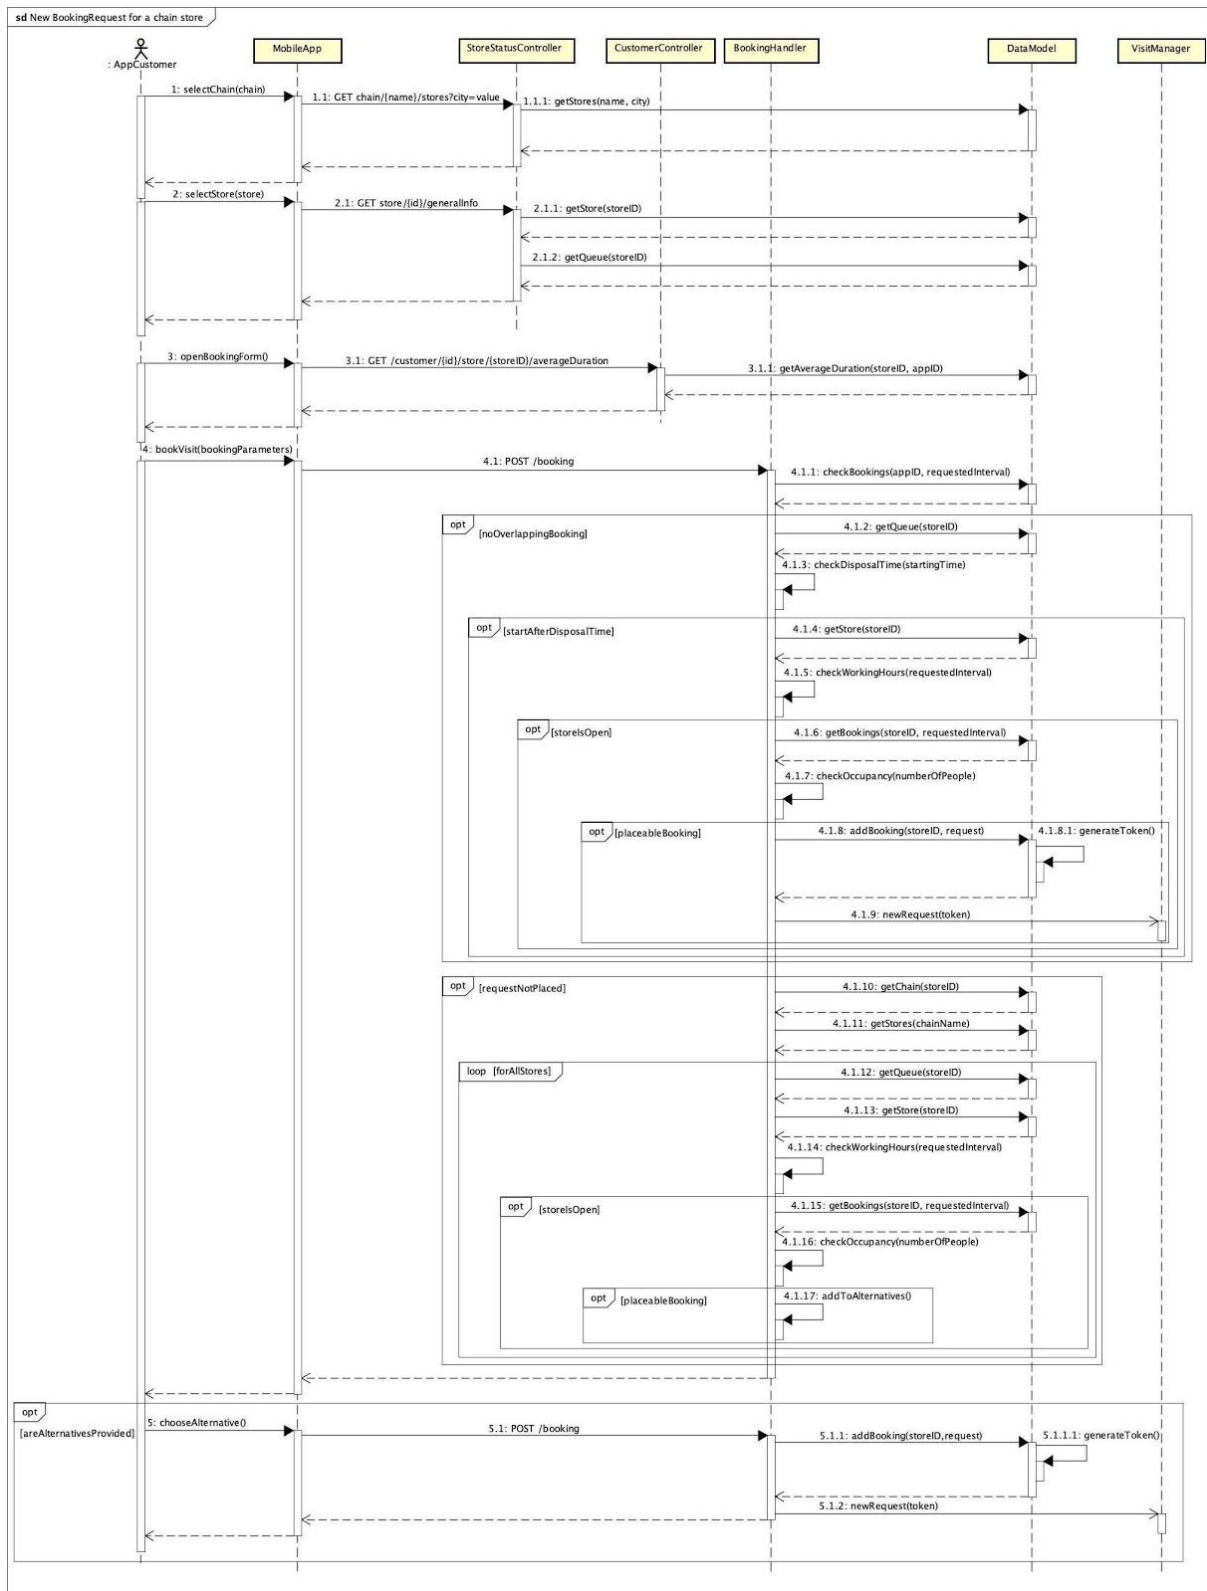 sd New BookingRequest for a chain store
: AppCustomer
MobileApp
StoreStatusController
CustomerController
BookingHandler
DataModel
VisitManager
1: selectChain(chain)
1.1: GET chain/{name}/stores?city=value
1.1.1: getStores(name, city)
2: selectStore(store)
2.1: GET store/{id}/generalInfo
2.1.1: getStore(storeID)
2.1.2: getQueue(storeID)
3: openBookingForm()
3.1: GET /customer/{id}/store/{storeID}/averageDuration
3.1.1: getAverageDuration(storeID, appID)
4: bookVisit(bookingParameters)
4.1: POST /booking
4.1.1: checkBookings(appID, requestedInterval)
opt
[noOverlappingBooking]
4.1.2: getQueue(storeID)
4.1.3: checkDisposalTime(startingTime)
opt
[startAfterDisposalTime]
4.1.4: getStore(storeID)
4.1.5: checkWorkingHours(requestedInterval)
opt
[storeIsOpen]
4.1.6: getBookings(storeID, requestedInterval)
4.1.7: checkOccupancy(numberOfPeople)
opt
[placeableBooking]
4.1.8: addBooking(storeID, request)
4.1.8.1: generateToken()
4.1.9: newRequest(token)
opt
[requestNotPlaced]
4.1.10: getChain(storeID)
4.1.11: getStores(chainName)
loop [forAllStores]
4.1.12: getQueue(storeID)
4.1.13: getStore(storeID)
4.1.14: checkWorkingHours(requestedInterval)
opt
[storeIsOpen]
4.1.15: getBookings(storeID, requestedInterval)
4.1.16: checkOccupancy(numberOfPeople)
opt
[placeableBooking]
4.1.17: addToAlternatives()
opt
[areAlternativesProvided]
5: chooseAlternative()
5.1: POST /booking
5.1.1: addBooking(storeID,request)
5.1.1.1: generateToken()
5.1.2: newRequest(token)